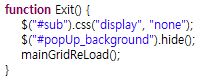 function Exit() {
    $("#sub").css("display", "none");
    $("#popUp_background").hide();
    mainGridReLoad();
}